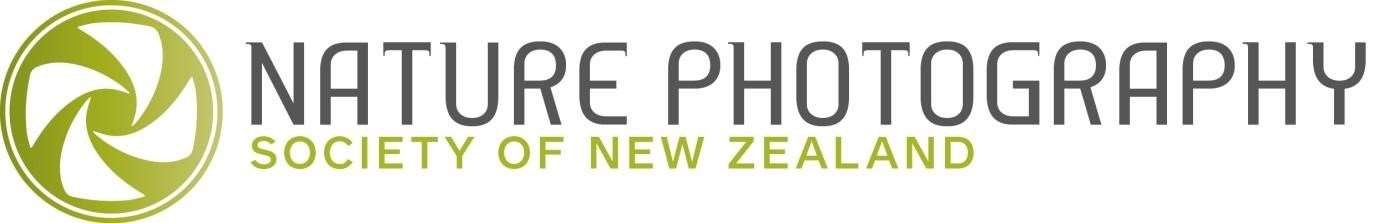 NATURE PHOTOGRAPHY
SOCIETY OF NEW ZEALAND